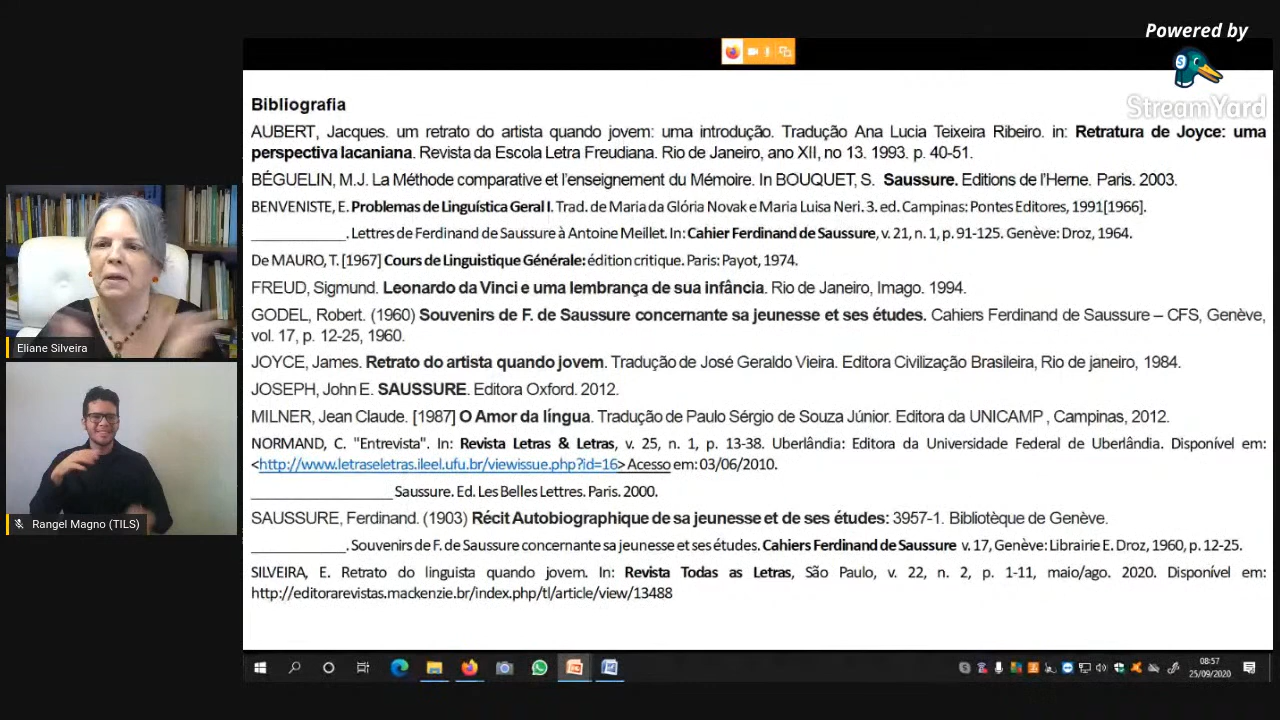 Powered by
StreamYard
Bibliografia
AUBERT, Jacques. um retrato do artista quando jovem: uma introdução. Tradução Ana Lucia Teixeira Ribeiro. in: Retratura de Joyce: uma
perspectiva lacaniana. Revista da Escola Letra Freudiana. Rio de Janeiro, ano XII, no 13. 1993. p. 40-51.
BÉGUELIN, M.J. La Méthode comparative et l'enseignement du Mémoire. In BOUQUET, S. Saussure. Editions de l'Herne. Paris. 2003.
BENVENISTE, E. Problemas de Linguística Geral I. Trad. de Maria da Glória Novak e Maria Luisa Neri. 3. ed. Campinas: Pontes Editores, 1991[1966].
______________. Lettres de Ferdinand de Saussure à Antoine Meillet. In: Cahier Ferdinand de Saussure, v. 21, n. 1, p. 91-125. Genève: Droz, 1964.
De MAURO, T. [1967] Cours de Linguistique Générale: édition critique. Paris: Payot, 1974.
FREUD, Sigmund. Leonardo da Vinci e uma lembrança de sua infância. Rio de Janeiro, Imago. 1994.
GODEL, Robert. (1960) Souvenirs de F. de Saussure concernante sa jeunesse et ses études. Cahiers Ferdinand de Saussure – CFS, Genève,
vol. 17, p. 12-25, 1960.
JOYCE, James. Retrato do artista quando jovem. Tradução de José Geraldo Vieira. Editora Civilização Brasileira, Rio de janeiro, 1984.
JOSEPH, John E. SAUSSURE. Editora Oxford. 2012.
MILNER, Jean Claude. [1987] O Amor da língua. Tradução de Paulo Sérgio de Souza Júnior. Editora da UNICAMP , Campinas, 2012.
NORMAND, C. "Entrevista". In: Revista Letras & Letras, v. 25, n. 1, p. 13-38. Uberlândia: Editora da Universidade Federal de Uberlândia. Disponível em:
<http://www.letraseletras.ileel.ufu.br/viewissue.php?id=16> Acesso em: 03/06/2010.
_____________________ Saussure. Ed. Les Belles Lettres. Paris. 2000.
SAUSSURE, Ferdinand. (1903) Récit Autobiographique de sa jeunesse et de ses études: 3957-1. Bibliotèque de Genève.
______________. Souvenirs de F. de Saussure concernante sa jeunesse et ses études. Cahiers Ferdinand de Saussure v. 17, Genève: Librairie E. Droz, 1960, p. 12-25.
SILVEIRA, E. Retrato do linguista quando jovem. In: Revista Todas as Letras, São Paulo, v. 22, n. 2, p. 1-11, maio/ago. 2020. Disponível em:
http://editorarevistas.mackenzie.br/index.php/tl/article/view/13488
Eliane Silveira
Rangel Magno (TILS)
08:57
25/09/2020